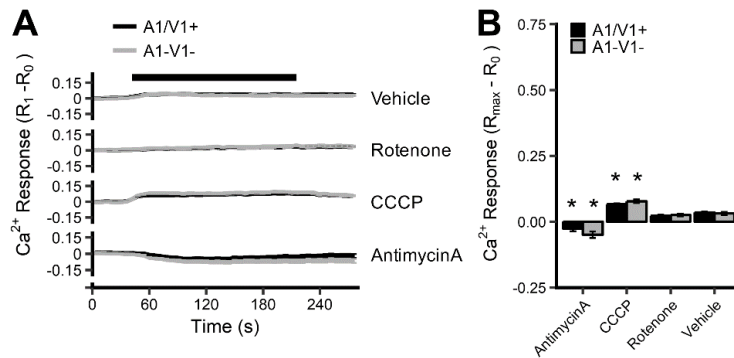 A
A1/V1+
A1-V1-
Ca2+ Response (R1 -R0)
0.15
0
-0.15
Vehicle
0.15
0
-0.15
Rotenone
0.15
0
-0.15
CCCP
0.15
0
-0.15
AntimycinA
0 60 120 180 240
Time (s)
B
A1/V1+
A1-V1-
Ca2+ Response (Rmax - R0)
0.75
0.50
0.25
0.00
-0.25
* * * *
AntimycinA
CCCP
Rotenone
Vehicle